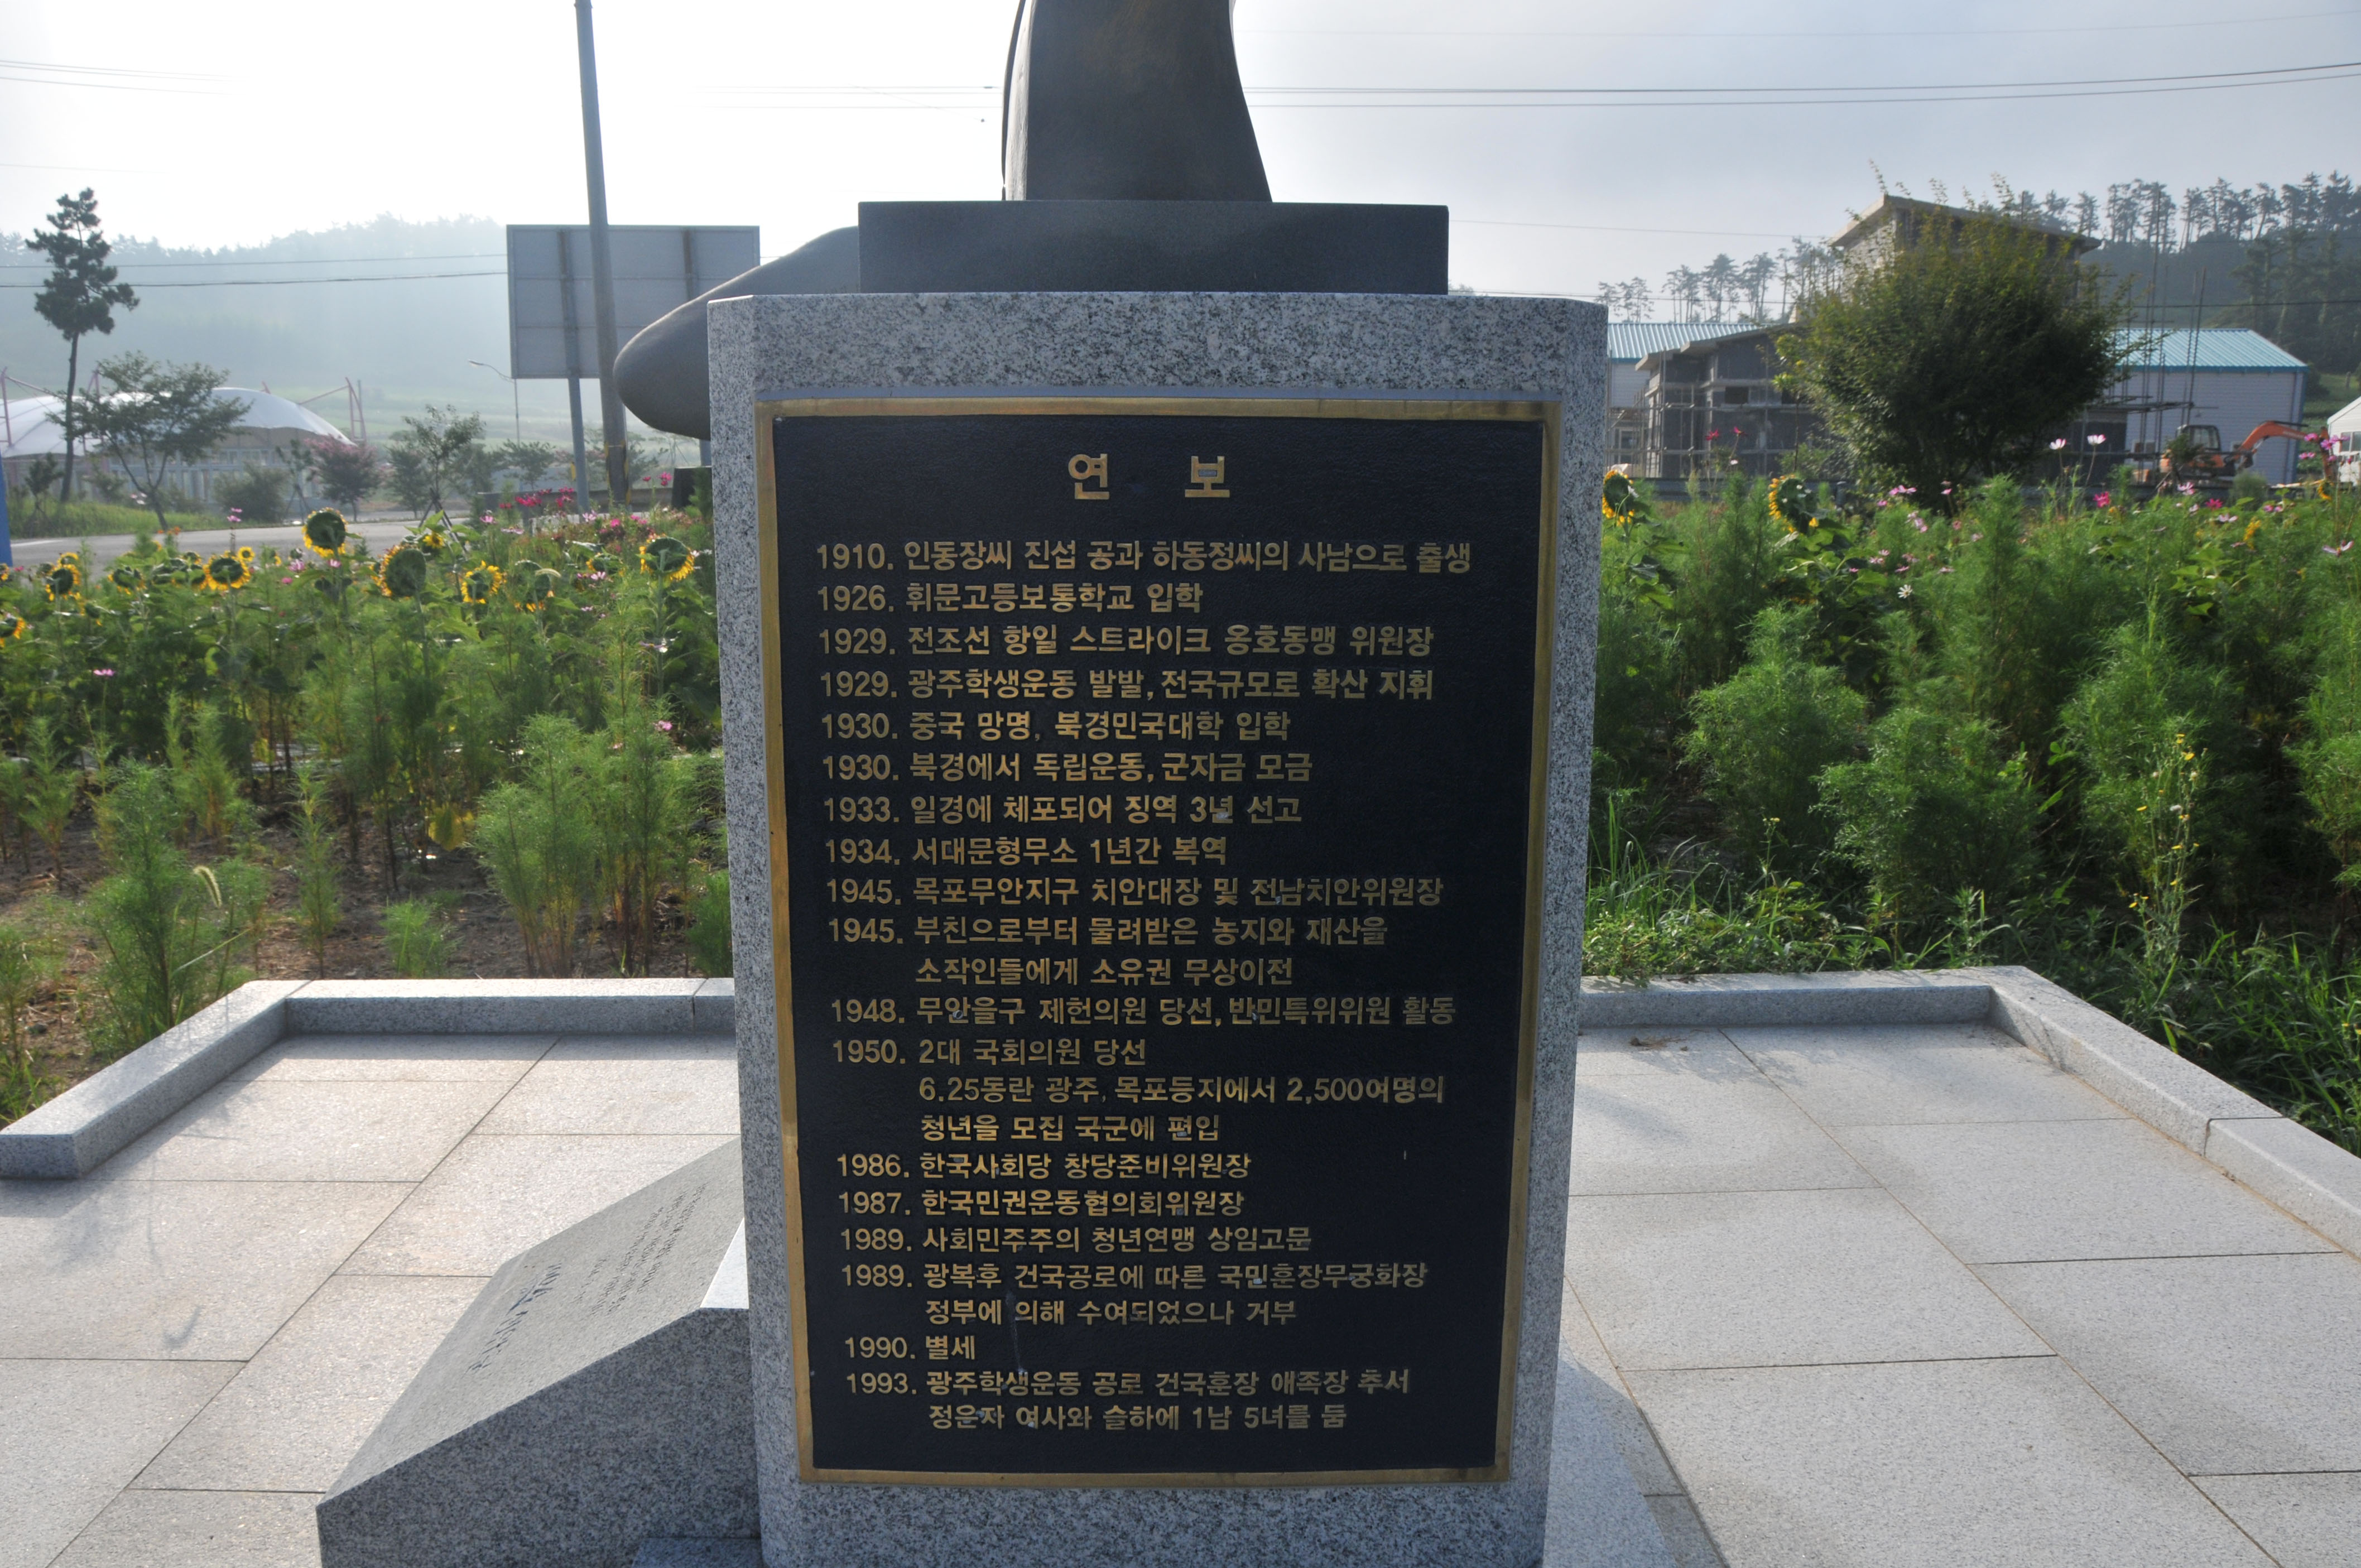 연 보
1910. 인동장씨 진섭 공과 하동정씨의 사남으로 출생
1926. 휘문고등보통학교 입학
1929. 전조선 항일 스트라이크 옹호동맹 위원장
1929. 광주학생운동 발발, 전국규모로 확산 지휘
1930. 중국 망명, 북경민국대학 입학
1930. 북경에서 독립운동, 군자금 모금
1933. 일경에 체포되어 징역 3년 선고
1934. 서대문형무소 1년간 복역
1945. 목포무안지구 치안대장 및 전남치안위원장
1945. 부친으로부터 물려받은 농지와 재산을
소작인들에게 소유권 무상이전
1948. 무안을구 제헌의원 당선, 반민특위위원 활동
1950. 2대 국회의원 당선
6.25동란 광주, 목포등지에서 2,500여명의
청년을 모집 국군에 편입
1986. 한국사회당 창당준비위원장
1987. 한국민권운동협의회위원장
1989. 사회민주주의 청년연맹 상임고문
1989. 광복후 건국공로에 따른 국민훈장무궁화장
정부에 의해 수여되었으나 거부
1990. 별세
1993. 광주학생운동 공로 건국훈장 애족장 추서
정운자 여사와 슬하에 1남 5녀를 둠